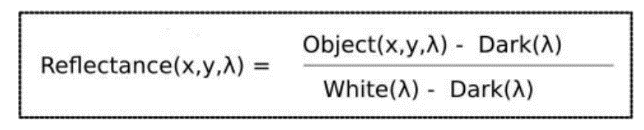 Object(x,y,λ) - Dark(λ)
Reflectance(x,y,λ) =
White(λ) - Dark(λ)